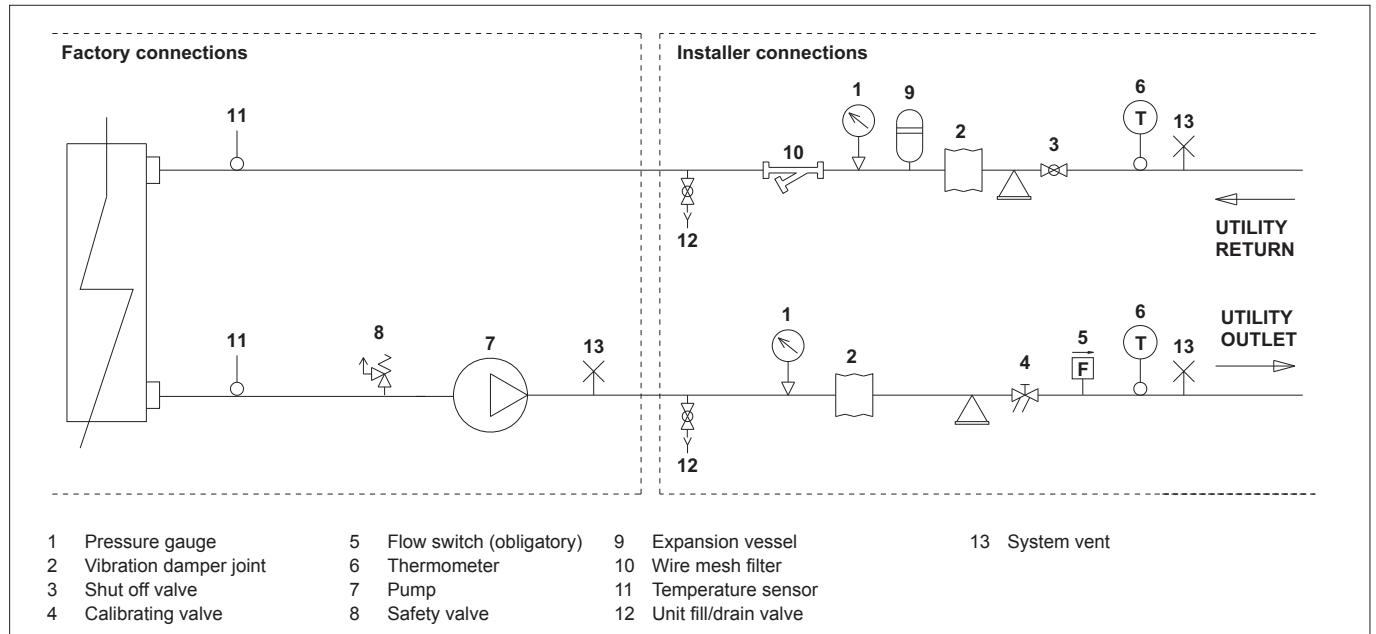 Factory connections
Installer connections
11
1
9
2
10
3
6
T
13
12
UTILITY
RETURN
11
8
7
13
1
2
4
5
F
6
T
13
UTILITY
OUTLET
12
1 Pressure gauge
2 Vibration damper joint
3 Shut off valve
4 Calibrating valve
5 Flow switch (obligatory)
6 Thermometer
7 Pump
8 Safety valve
9 Expansion vessel
10 Wire mesh filter
11 Temperature sensor
12 Unit fill/drain valve
13 System vent